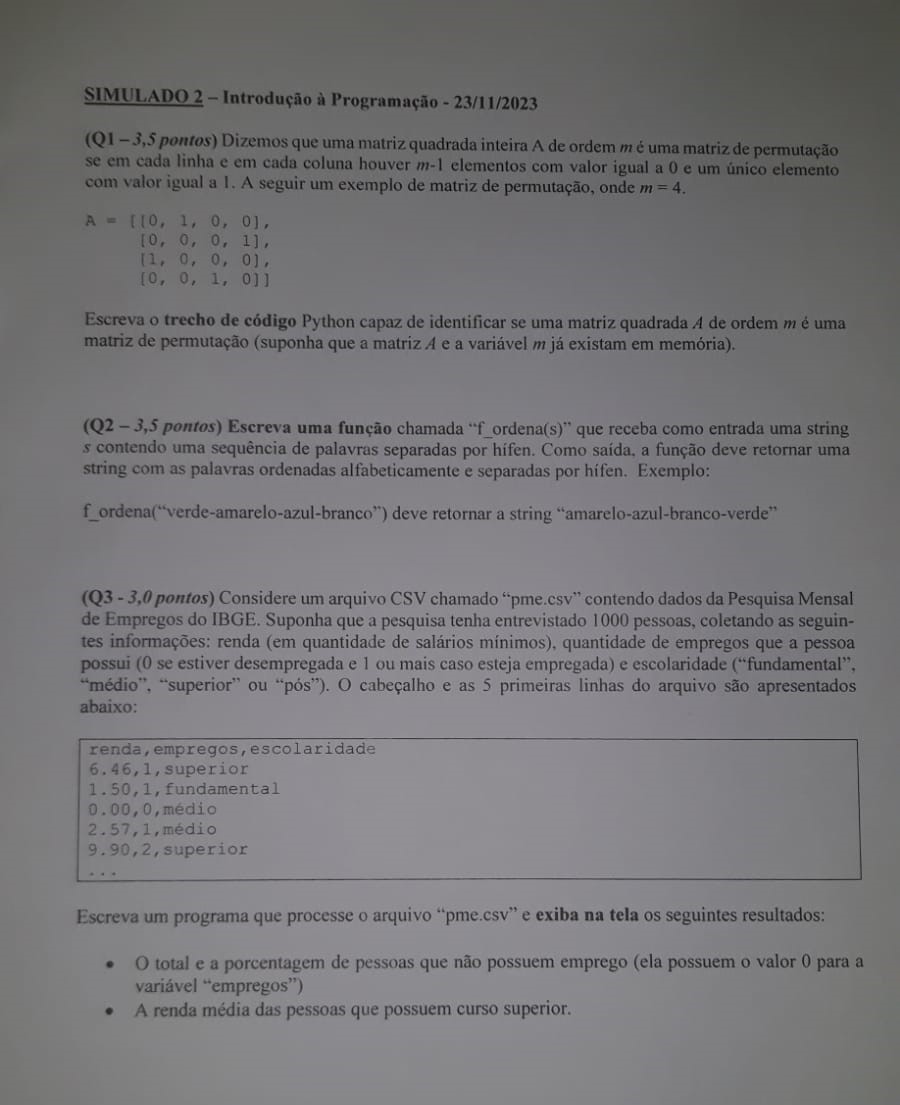 SIMULADO 2 – Introdução à Programação - 23/11/2023
(Q1 – 3,5 pontos) Dizemos que uma matriz quadrada inteira A de ordem m é uma matriz de permutação
se em cada linha e em cada coluna houver m-1 elementos com valor igual a 0 e um único elemento
com valor igual a 1. A seguir um exemplo de matriz de permutação, onde m = 4.
A = [[0, 1, 0, 0],
[0, 0, 0, 1],
[1, 0, 0, 0],
[0, 0, 1, 0]]
Escreva o trecho de código Python capaz de identificar se uma matriz quadrada A de ordem m é uma
matriz de permutação (suponha que a matriz A e a variável m já existam em memória).
(Q2 – 3,5 pontos) Escreva uma função chamada “f_ordena(s)” que receba como entrada uma string
s contendo uma sequência de palavras separadas por hífen. Como saída, a função deve retornar uma
string com as palavras ordenadas alfabeticamente e separadas por hífen. Exemplo:
f_ordena(“verde-amarelo-azul-branco”) deve retornar a string “amarelo-azul-branco-verde”
(Q3 - 3,0 pontos) Considere um arquivo CSV chamado “pme.csv” contendo dados da Pesquisa Mensal
de Empregos do IBGE. Suponha que a pesquisa tenha entrevistado 1000 pessoas, coletando as seguin-
tes informações: renda (em quantidade de salários mínimos), quantidade de empregos que a pessoa
possui (0 se estiver desempregada e 1 ou mais caso esteja empregada) e escolaridade (“fundamental”,
“médio”, “superior” ou “pós”). O cabeçalho e as 5 primeiras linhas do arquivo são apresentados
abaixo:
renda,empregos,escolaridade
6.46,1,superior
1.50,1,fundamental
0.00,0,médio
2.57,1,médio
9.90,2,superior
...
Escreva um programa que processe o arquivo “pme.csv” e exiba na tela os seguintes resultados:
• O total e a porcentagem de pessoas que não possuem emprego (ela possuem o valor 0 para a
variável “empregos”)
• A renda média das pessoas que possuem curso superior.